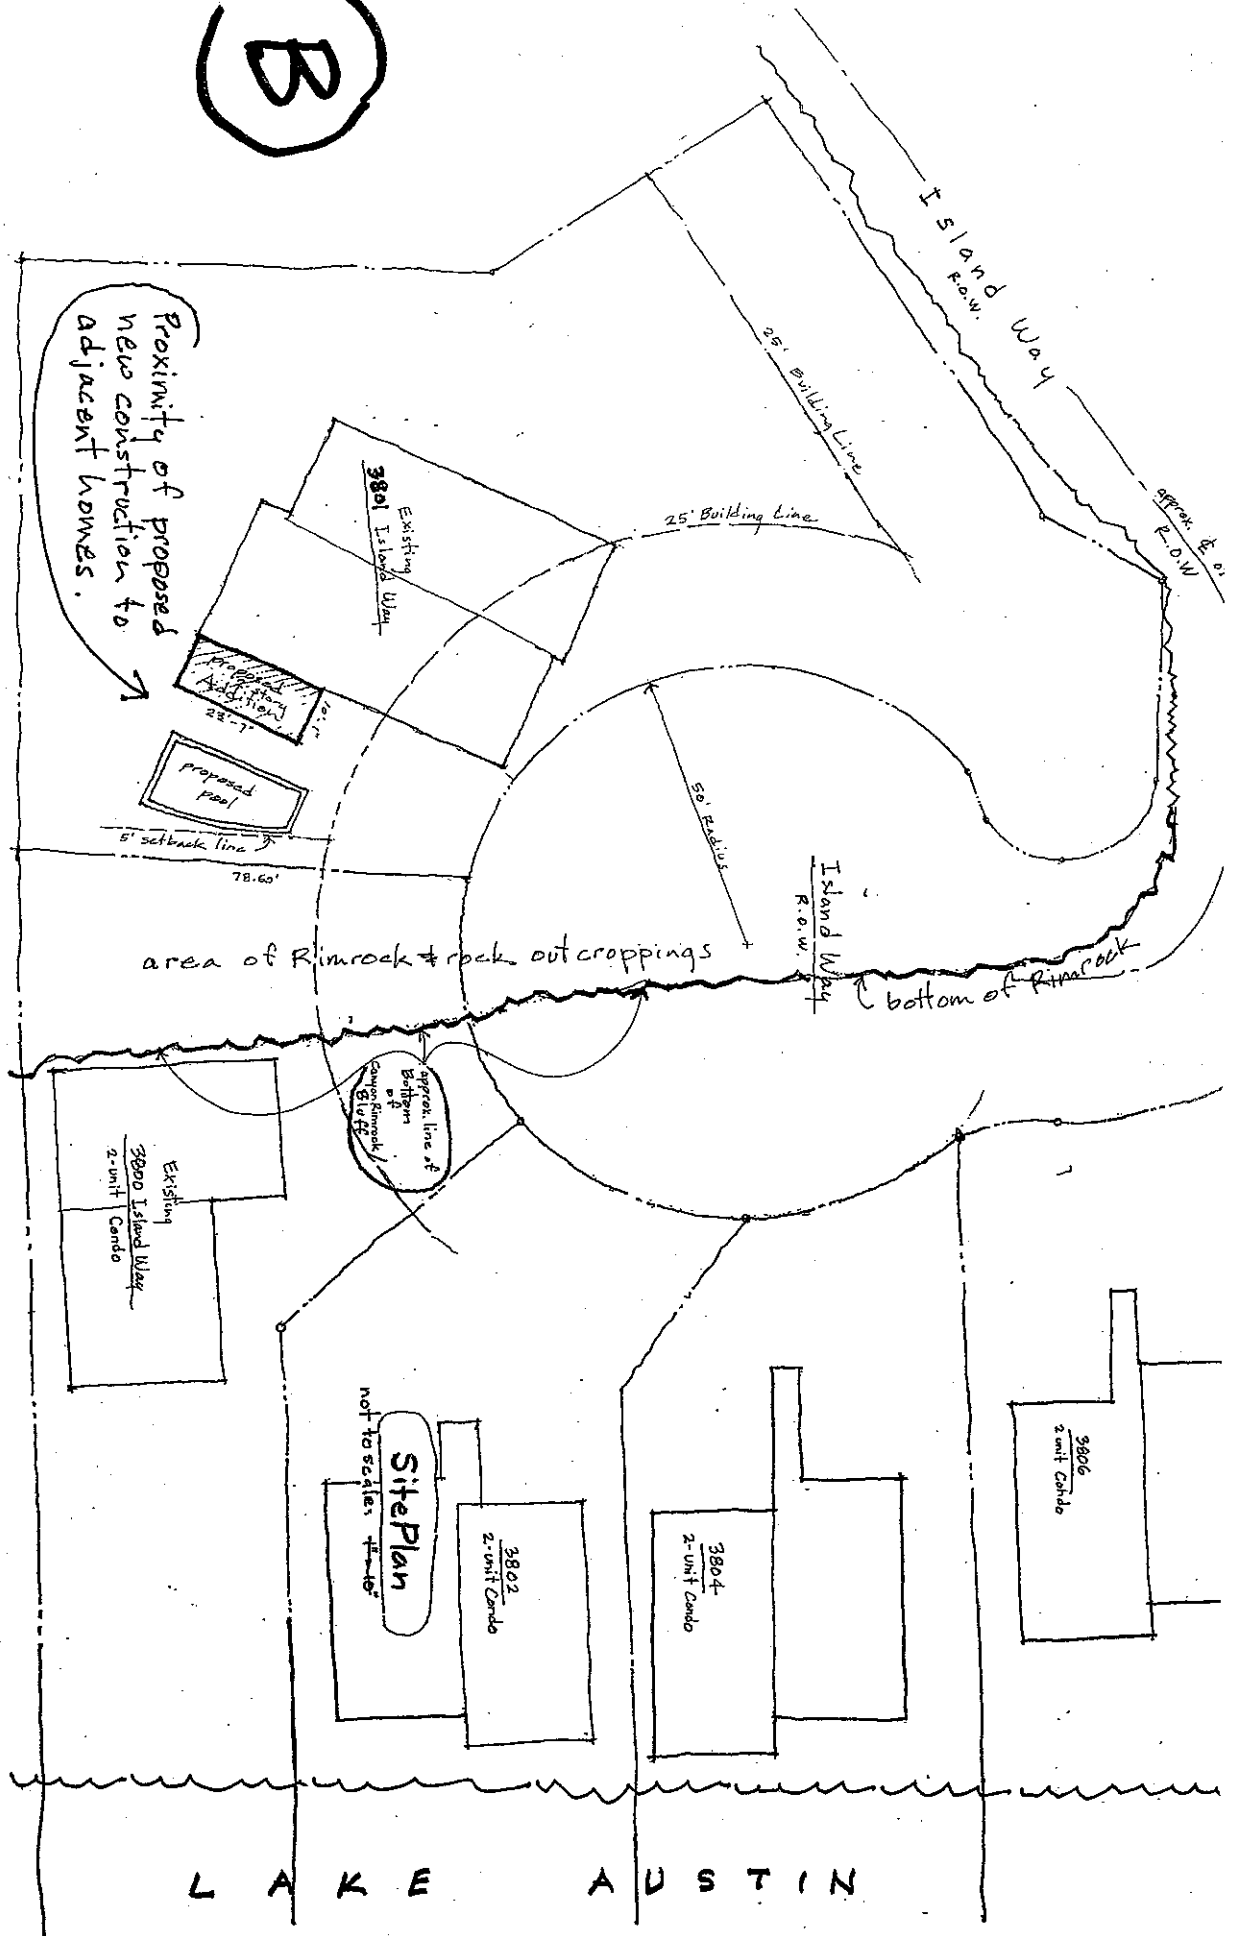 B
Island Way
R.O.W.
approx. ℄ of
R.O.W
25' Building Line
25' Building Line
Proximity of proposed
new construction to
adjacent homes.
Existing
3801 Island Way
proposed
story
Addition
23'-7"
proposed
pool
5' setback line
78.60'
50' Radius
Island Way
R.O.W.
area of Rimrock & rock outcroppings
bottom of Rimrock
approx. line of
Bottom
of
Canyon Rimrock/
Bluff
Existing
3800 Island Way
2-unit Condo
Site Plan
not to scale
3802
2-unit Condo
3804
2-unit Condo
3806
2 unit Condo
LAKE AUSTIN